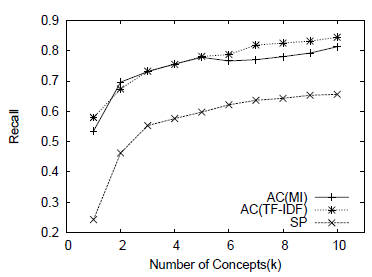 0.9
0.8
0.7
0.6
0.5
0.4
0.3
0.2
Recall
0 2 4 6 8 10
Number of Concepts(k)
AC(MI)
AC(TF-IDF)
SP